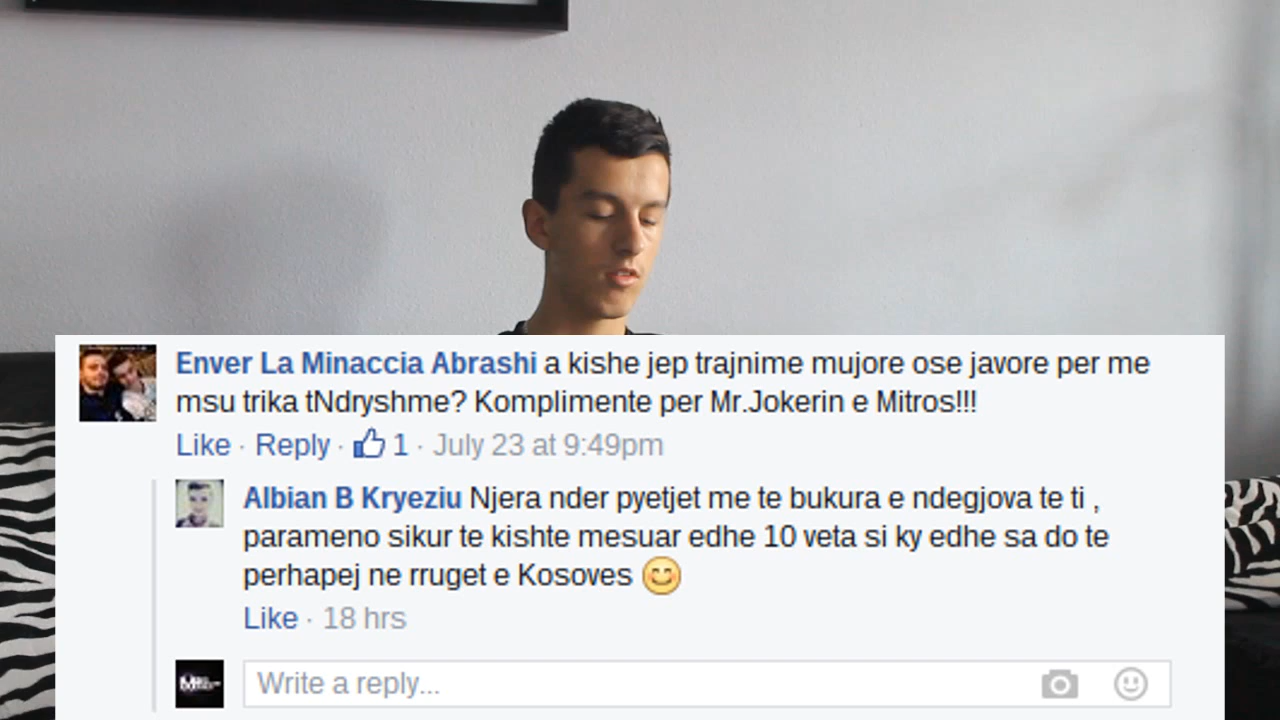 Enver La Minaccia Abrashi a kishe jep trajnime mujore ose javore per me
msu trika tNdryshme? Komplimente per Mr.Jokerin e Mitros!!!
Like · Reply · 1 · July 23 at 9:49pm
Albian B Kryeziu Njera nder pyetjet me te bukura e ndegjova te ti ,
parameno sikur te kishte mesuar edhe 10 veta si ky edhe sa do te
perhapej ne rruget e Kosoves 😊
Like · 18 hrs
Write a reply...